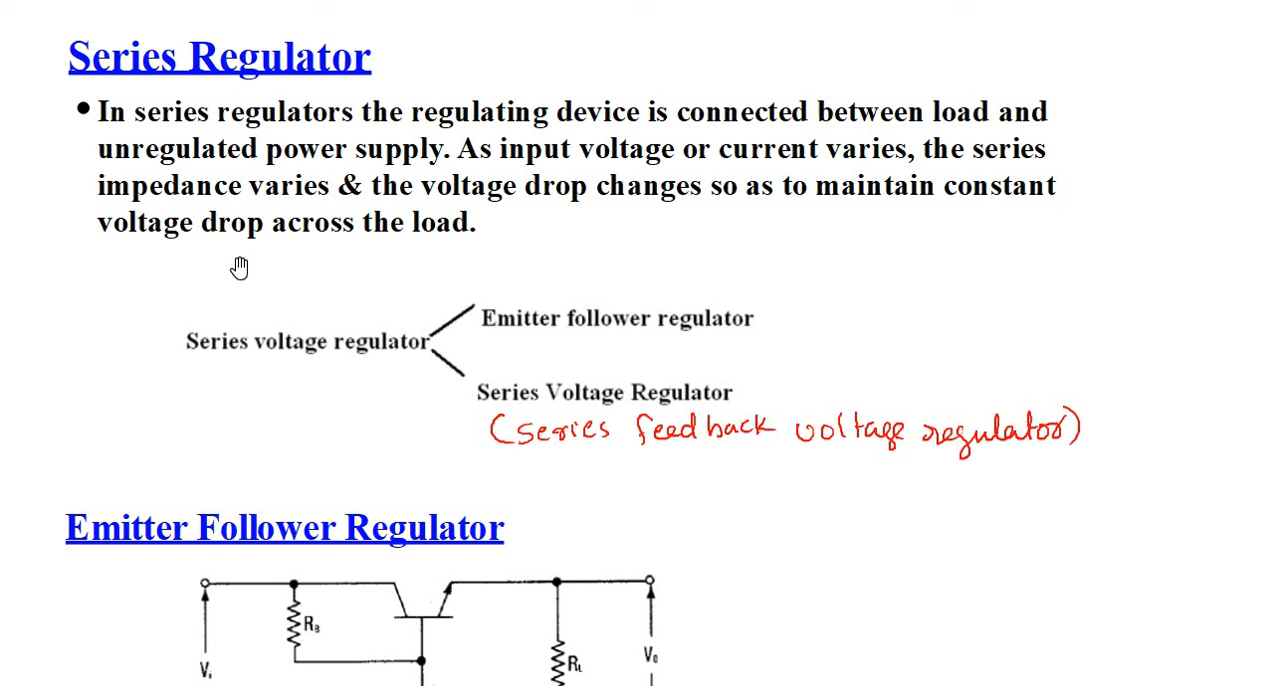 Series Regulator
• In series regulators the regulating device is connected between load and
unregulated power supply. As input voltage or current varies, the series
impedance varies & the voltage drop changes so as to maintain constant
voltage drop across the load.
Emitter follower regulator
Series voltage regulator
Series Voltage Regulator
(series feedback voltage regulator)
Emitter Follower Regulator
RB
Vi
RL
Vo